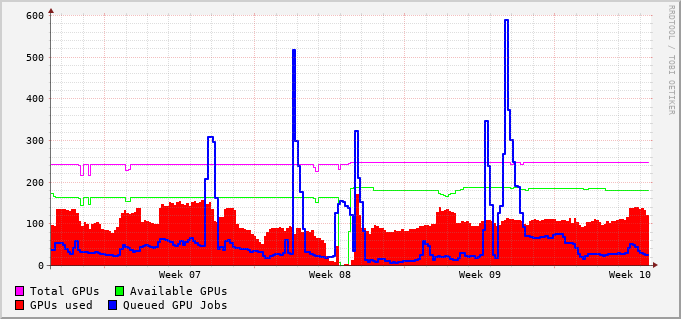 600
500
400
300
200
100
0
Week 07 Week 08 Week 09 Week 10
Total GPUs Available GPUs
GPUs used Queued GPU Jobs
RRDTOOL / TOBI OETIKER